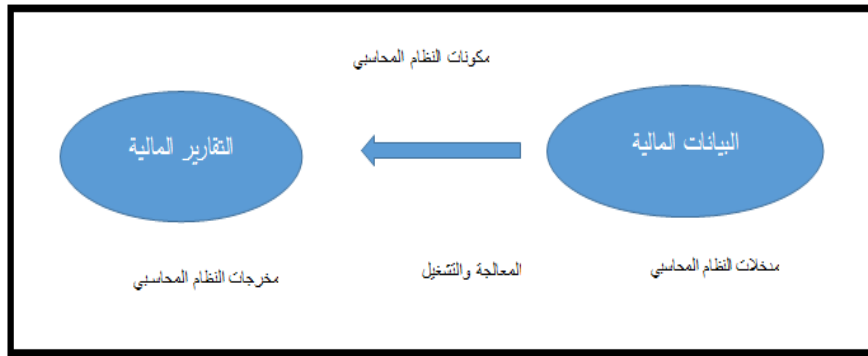 مكونات النظام المحاسبي
البيانات المالية
التقارير المالية
مدخلات النظام المحاسبي
المعالجة والتشغيل
مخرجات النظام المحاسبي